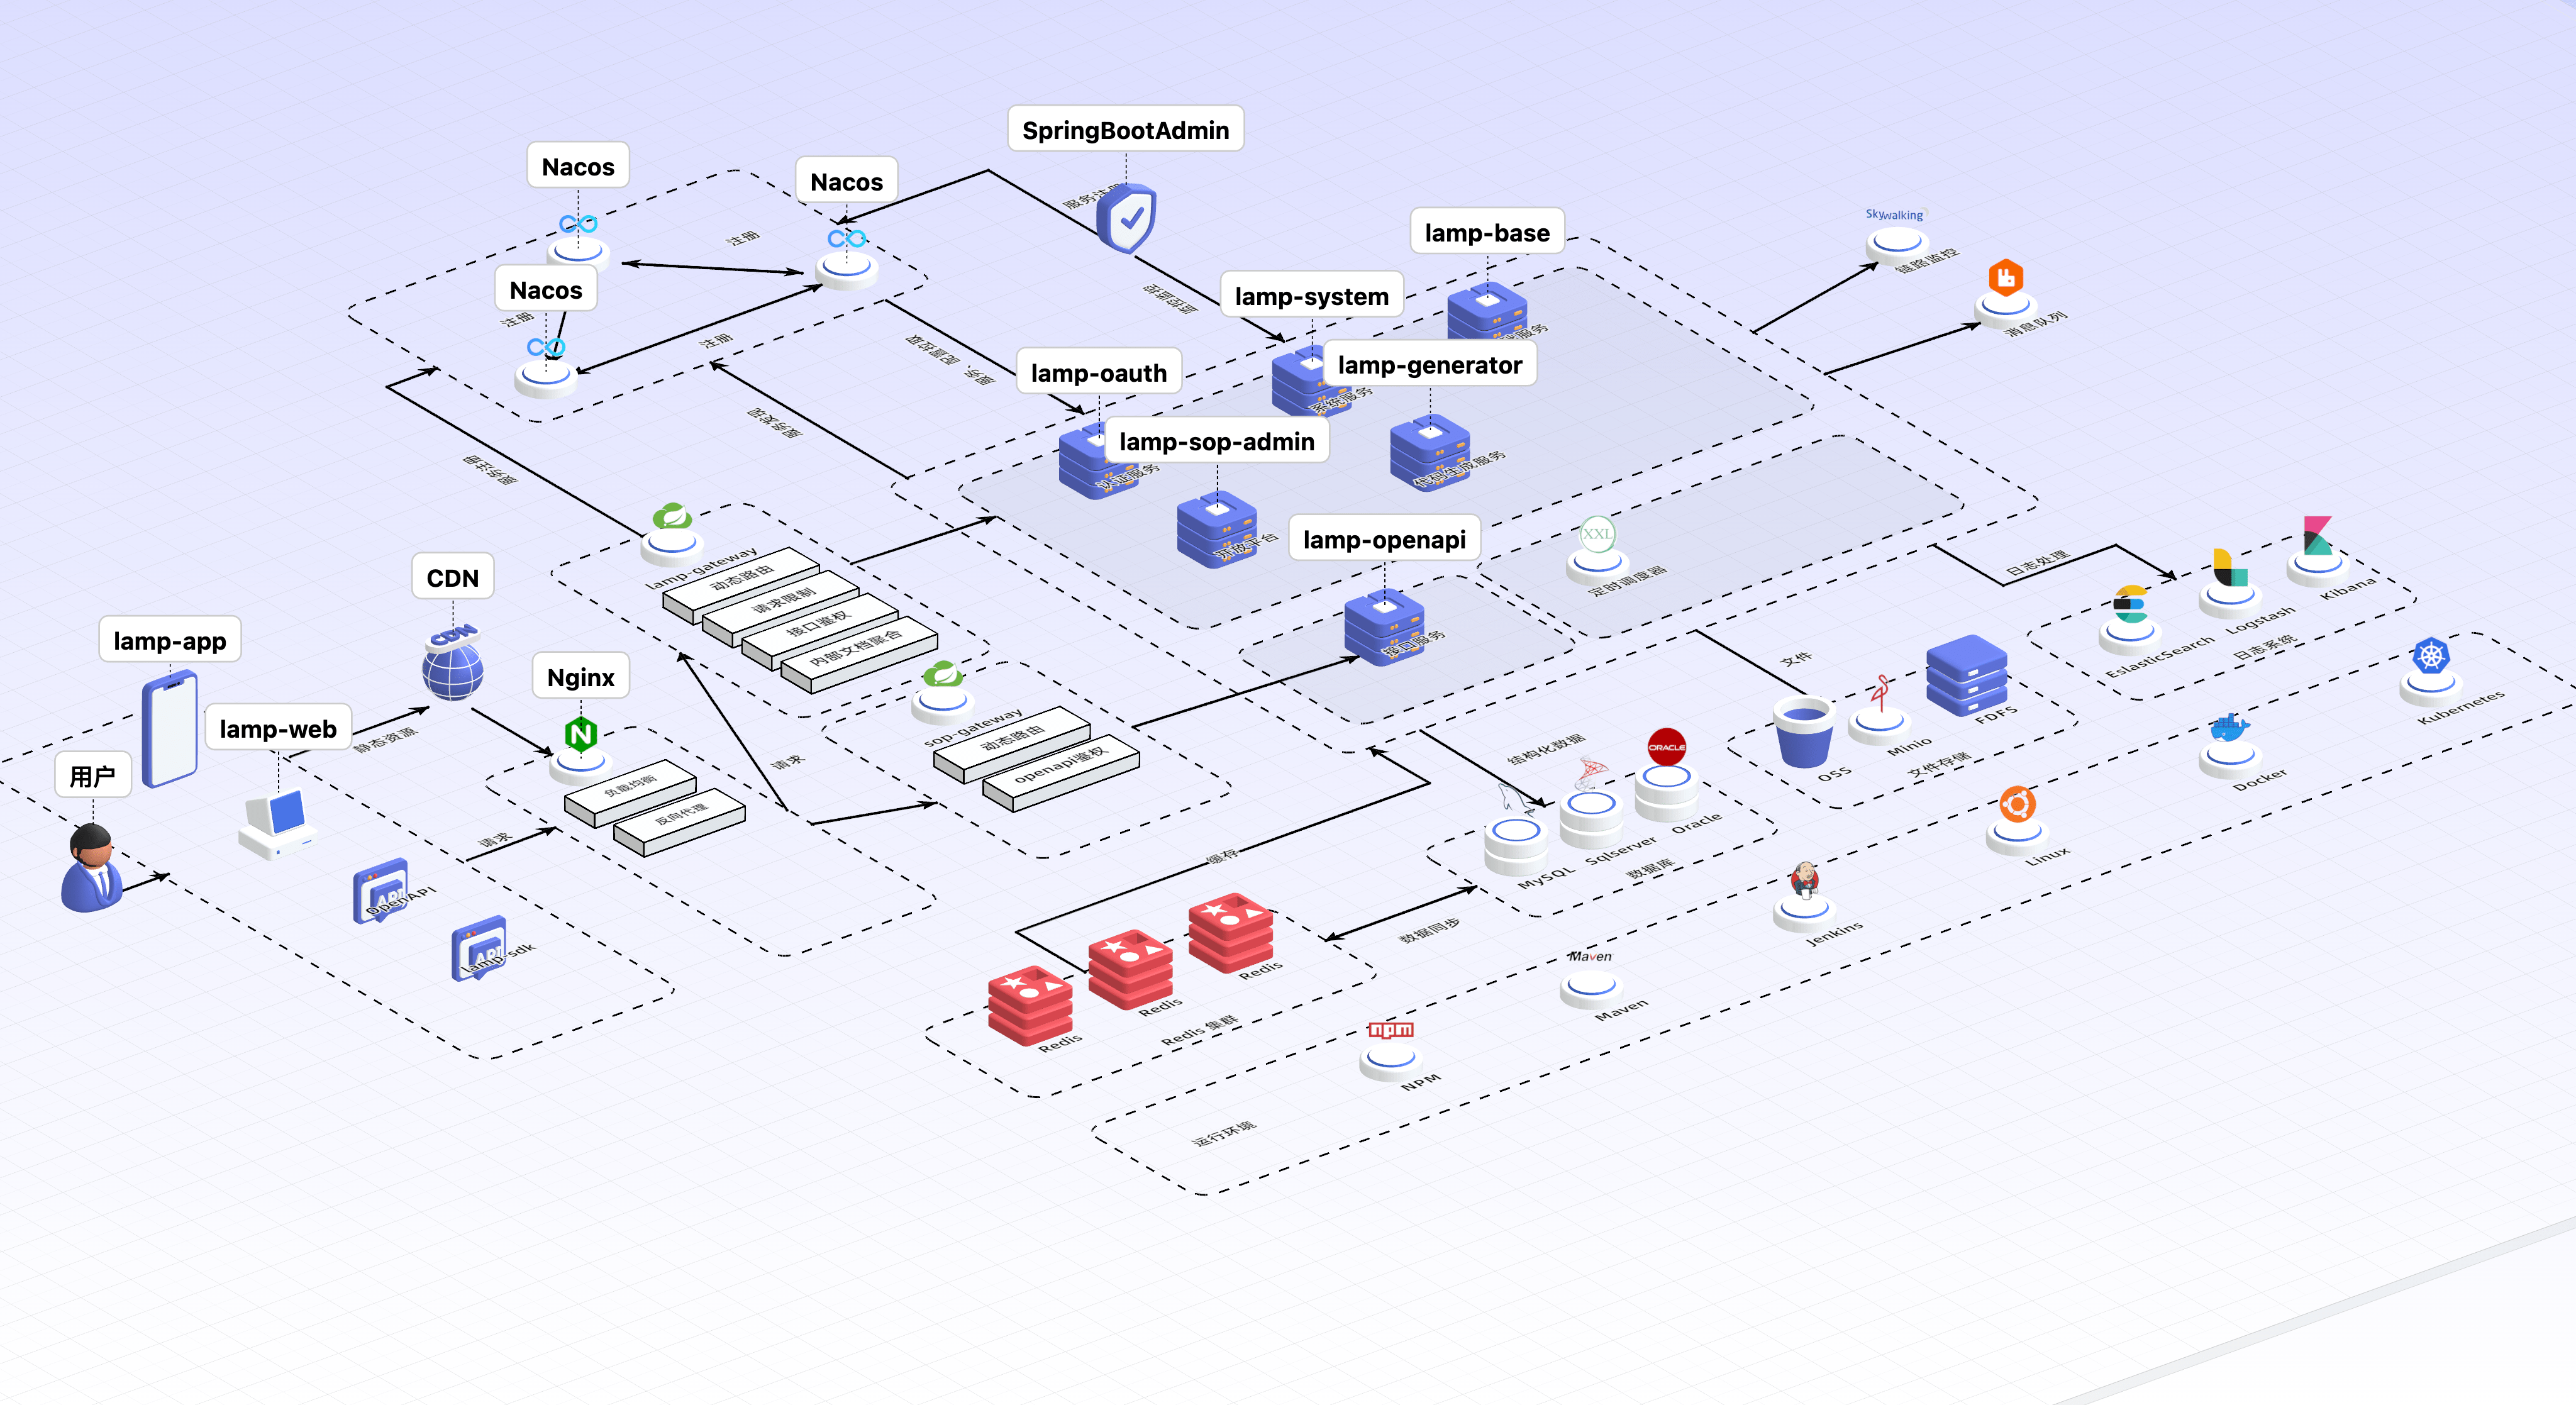 SpringBootAdmin
Nacos
Nacos
服务注册
lamp-base
Skywalking
链路监控
注册
Nacos
lamp-system
监控监控
消息队列
注册
注册
配置拉取、服务
lamp-oauth
lamp-generator
系统服务
服务发现
lamp-sop-admin
认证服务
代码生成服务
服务注册
开放平台
lamp-openapi
XXL
定时调度器
接口服务
lamp-gateway
动态路由
请求限制
接口鉴权
内部文档聚合
日志处理
Kibana
Logstash
EslasticSearch
日志系统
CDN
CDN
lamp-app
Nginx
lamp-web
静态资源
用户
负载均衡
反向代理
请求
请求
sop-gateway
动态路由
openapi鉴权
文件
OSS
Minio
FDFS
文件存储
Kubernetes
Docker
结构化数据
ORACLE
MySQL
Sqlserver
Oracle
数据库
Linux
缓存
OpenAPI
lamp-sdk
数据同步
Jenkins
Redis
Redis
Redis
Redis 集群
Maven
Maven
npm
NPM
运行环境